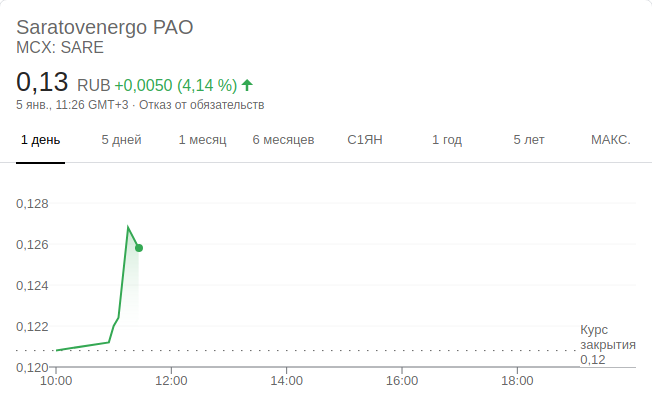 Saratovenergo PAO
MCX: SARE
0,13 RUB +0,0050 (4,14 %)
5 янв., 11:26 GMT+3 · Отказ от обязательств
1 день 5 дней 1 месяц 6 месяцев С1ЯН 1 год 5 лет МАКС.
0,128
0,126
0,124
0,122
0,120
Курс
закрытия
0,12
10:00 12:00 14:00 16:00 18:00